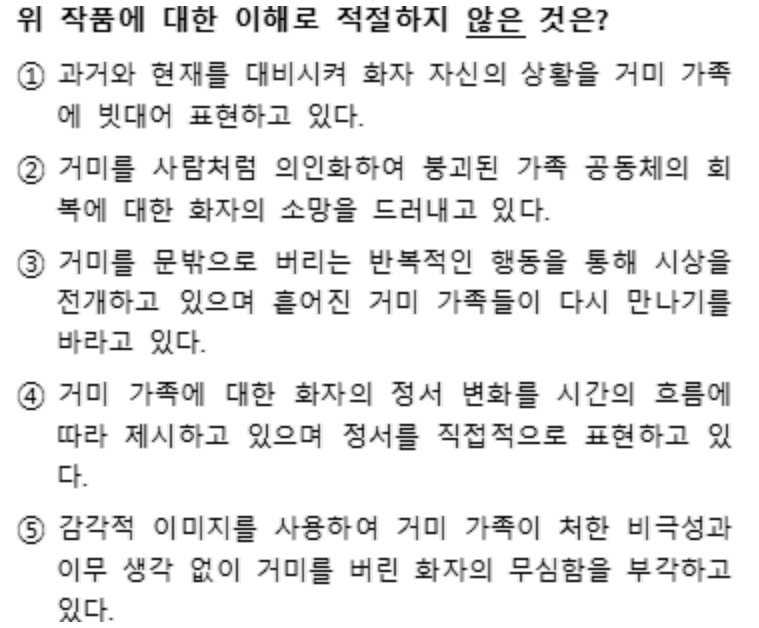 위 작품에 대한 이해로 적절하지 않은 것은?
① 과거와 현재를 대비시켜 화자 자신의 상황을 거미 가족
에 빗대어 표현하고 있다.
② 거미를 사람처럼 의인화하여 붕괴된 가족 공동체의 회
복에 대한 화자의 소망을 드러내고 있다.
③ 거미를 문밖으로 버리는 반복적인 행동을 통해 시상을
전개하고 있으며 흩어진 거미 가족들이 다시 만나기를
바라고 있다.
④ 거미 가족에 대한 화자의 정서 변화를 시간의 흐름에
따라 제시하고 있으며 정서를 직접적으로 표현하고 있
다.
⑤ 감각적 이미지를 사용하여 거미 가족이 처한 비극성과
이무 생각 없이 거미를 버린 화자의 무심함을 부각하고
있다.